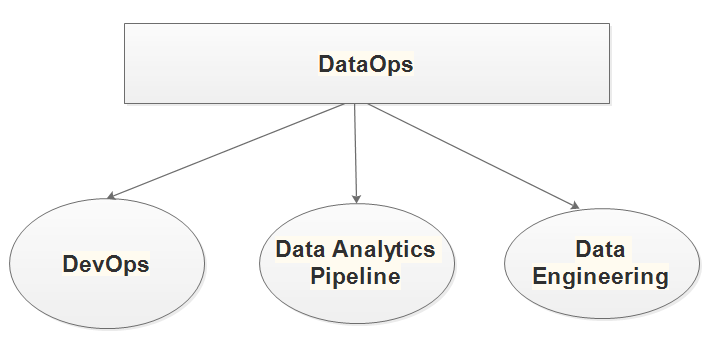 DataOps
DevOps
Data Analytics
Pipeline
Data
Engineering